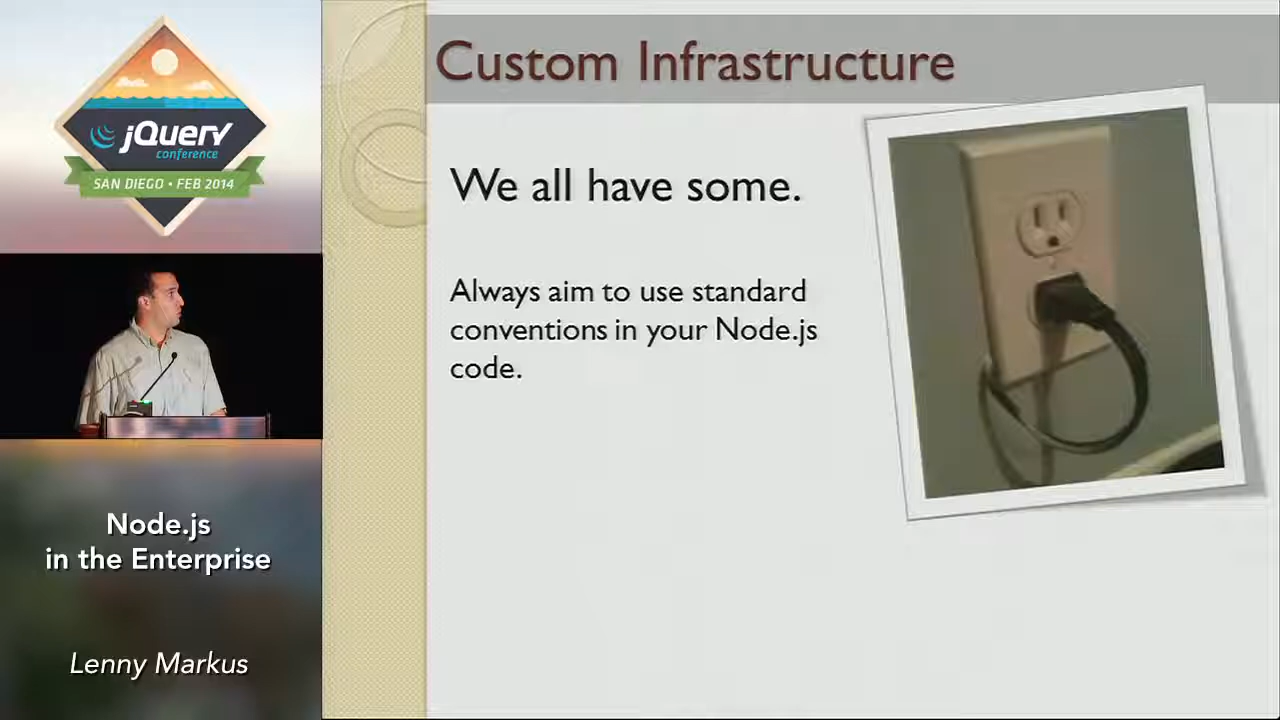 jQuery
conference
SAN DIEGO • FEB 2014
Node.js
in the Enterprise
Lenny Markus
Custom Infrastructure
We all have some.
Always aim to use standard
conventions in your Node.js
code.